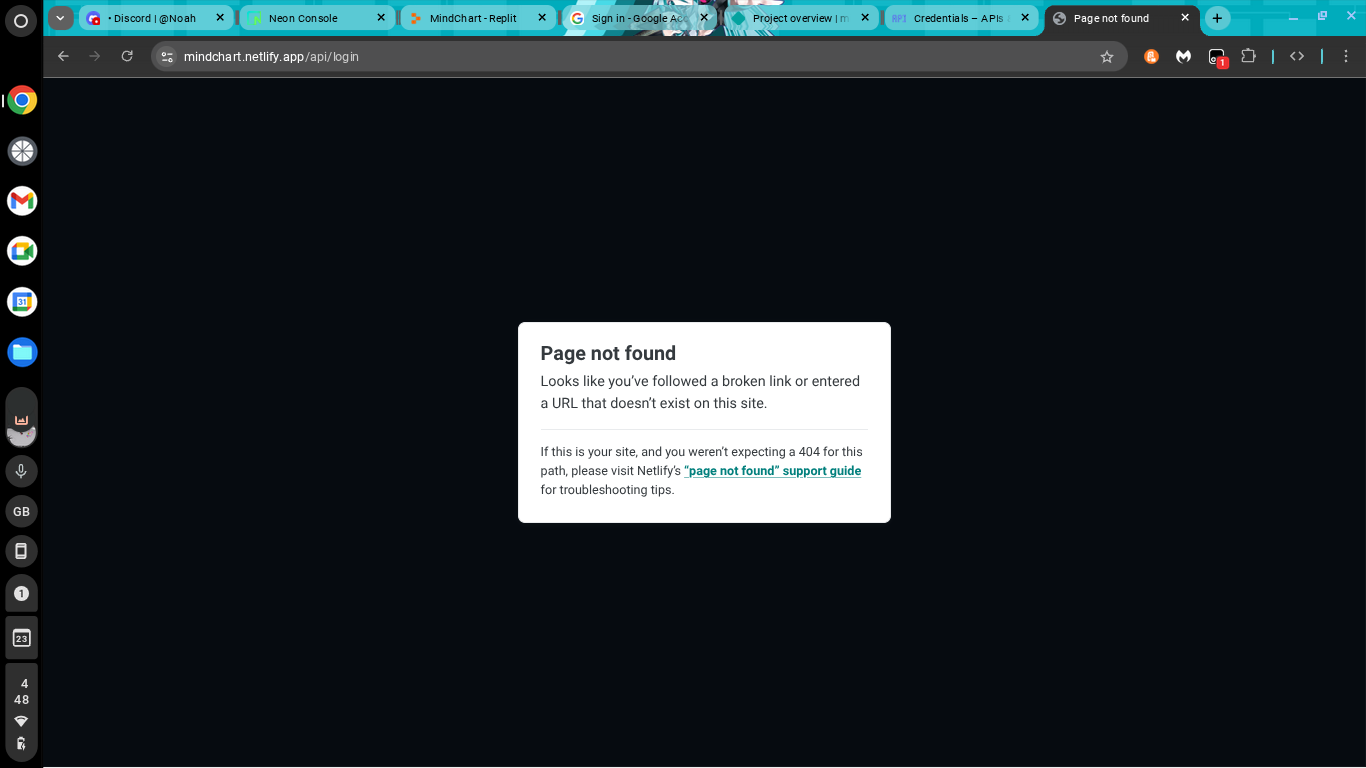 • Discord | @Noah
Neon Console
MindChart - Replit
Sign in - Google Acc
Project overview | m
API
Credentials – APIs
Page not found
mindchart.netlify.app/api/login
1
31
Page not found
Looks like you’ve followed a broken link or entered
a URL that doesn’t exist on this site.
If this is your site, and you weren’t expecting a 404 for this
path, please visit Netlify’s “page not found” support guide
for troubleshooting tips.
GB
1
23
4
48